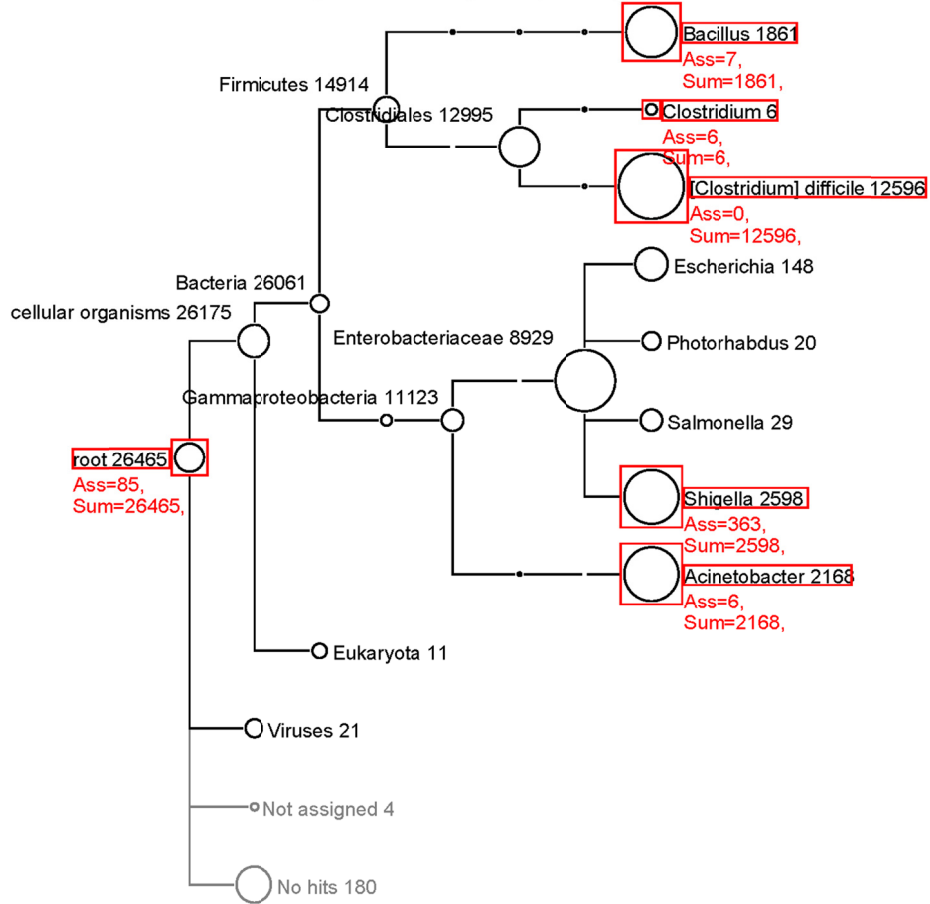 Bacillus 1861
Ass=7,
Sum=1861,
Firmicutes 14914
Clostridiales 12995
Clostridium 6
Ass=6,
Sum=6,
[Clostridium] difficile 12596
Ass=0,
Sum=12596,
Escherichia 148
Bacteria 26061
cellular organisms 26175
Enterobacteriaceae 8929
Photorhabdus 20
Gammaproteobacteria 11123
Salmonella 29
root 26465
Ass=85,
Sum=26465,
Shigella 2598
Ass=363,
Sum=2598,
Acinetobacter 2168
Ass=6,
Sum=2168,
Eukaryota 11
Viruses 21
Not assigned 4
No hits 180